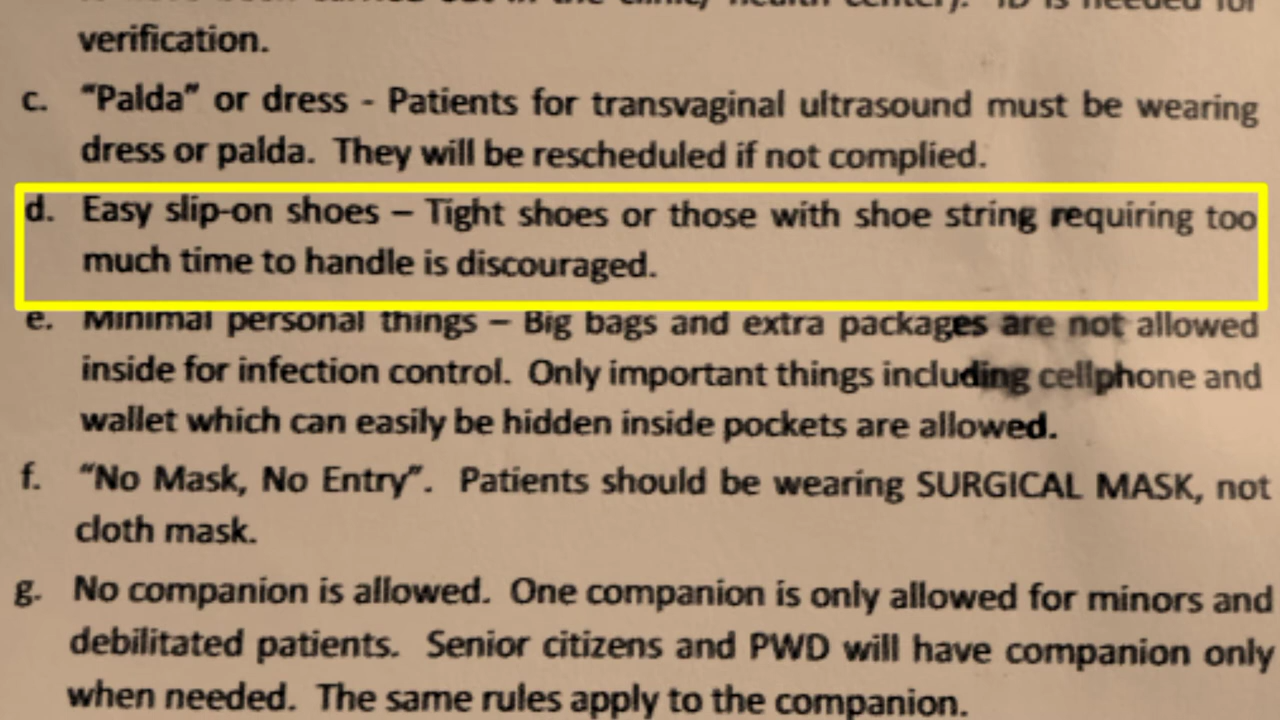 verification.
c. "Palda" or dress - Patients for transvaginal ultrasound must be wearing
dress or palda. They will be rescheduled if not complied.
d. Easy slip-on shoes – Tight shoes or those with shoe string requiring too
much time to handle is discouraged.
e. Minimal personal things – Big bags and extra packages are not allowed
inside for infection control. Only important things including cellphone and
wallet which can easily be hidden inside pockets are allowed.
f. "No Mask, No Entry". Patients should be wearing SURGICAL MASK, not
cloth mask.
g. No companion is allowed. One companion is only allowed for minors and
debilitated patients. Senior citizens and PWD will have companion only
when needed. The same rules apply to the companion.